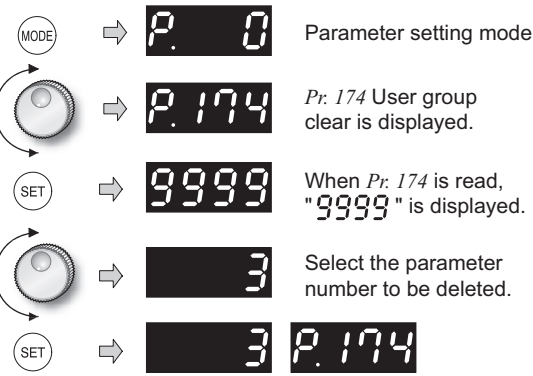 MODE
P. 0
Parameter setting mode
P.174
Pr. 174 User group
clear is displayed.
SET
9999
When Pr. 174 is read,
"9999 " is displayed.
3
Select the parameter
number to be deleted.
SET
3 P.174